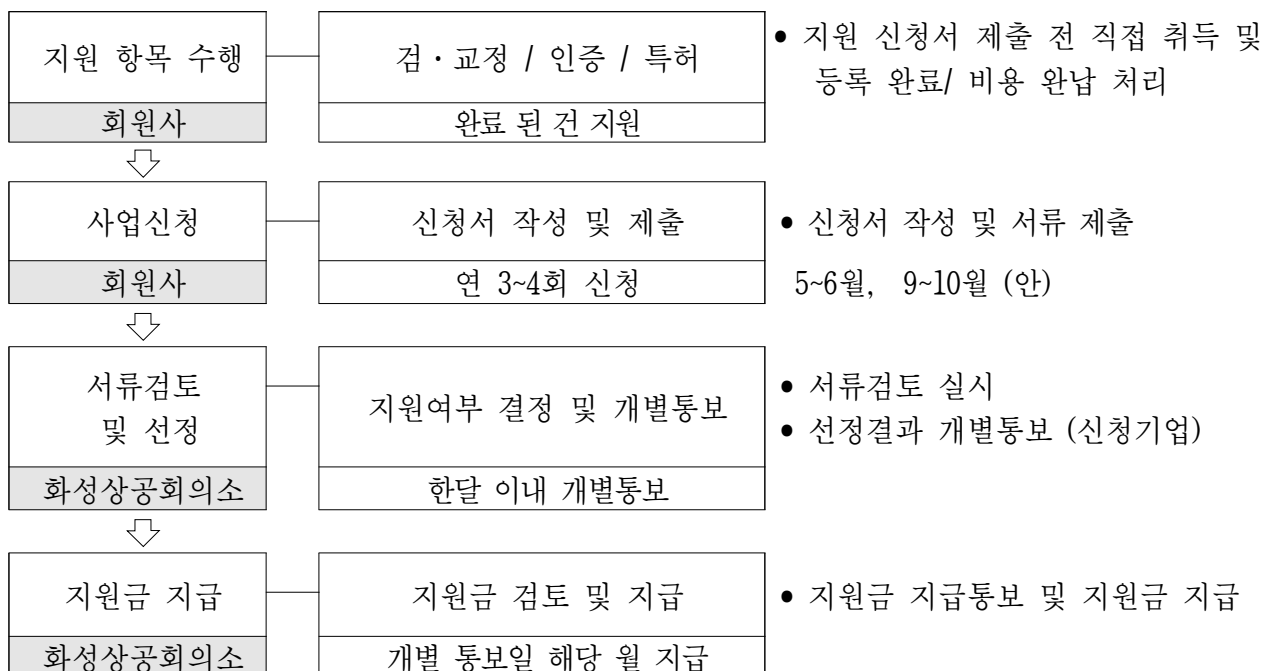 지원 항목 수행
검·교정 / 인증 / 특허
• 지원 신청서 제출 전 직접 취득 및
등록 완료/ 비용 완납 처리
회원사
완료 된 건 지원
사업신청
신청서 작성 및 제출
• 신청서 작성 및 서류 제출
회원사
연 3~4회 신청
5~6월, 9~10월 (안)
서류검토
및 선정
지원여부 결정 및 개별통보
• 서류검토 실시
• 선정결과 개별통보 (신청기업)
화성상공회의소
한달 이내 개별통보
지원금 지급
지원금 검토 및 지급
• 지원금 지급통보 및 지원금 지급
화성상공회의소
개별 통보일 해당 월 지급